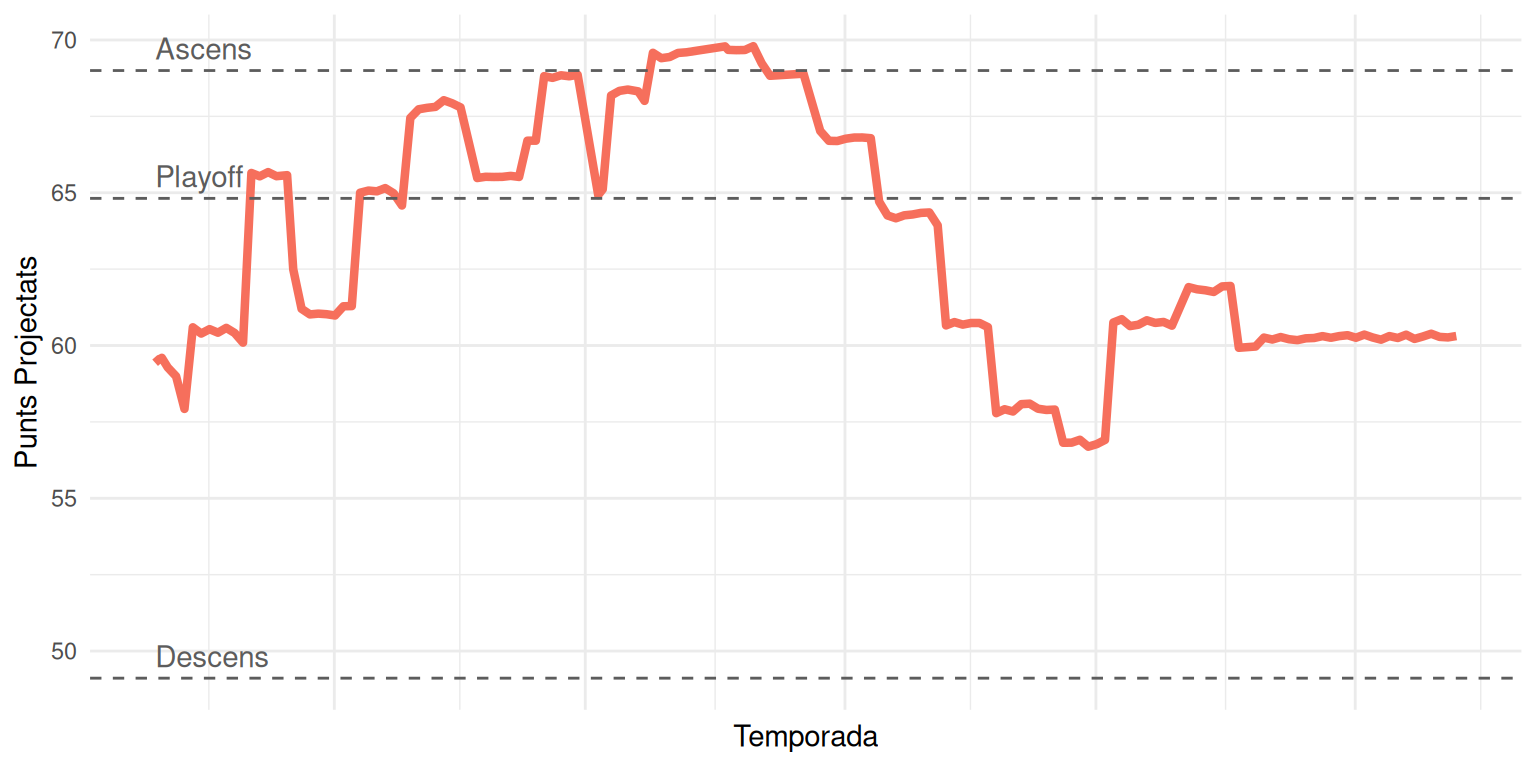 70
Ascens
Playoff
65
60
55
50
Descens
Punts Projectats
Temporada